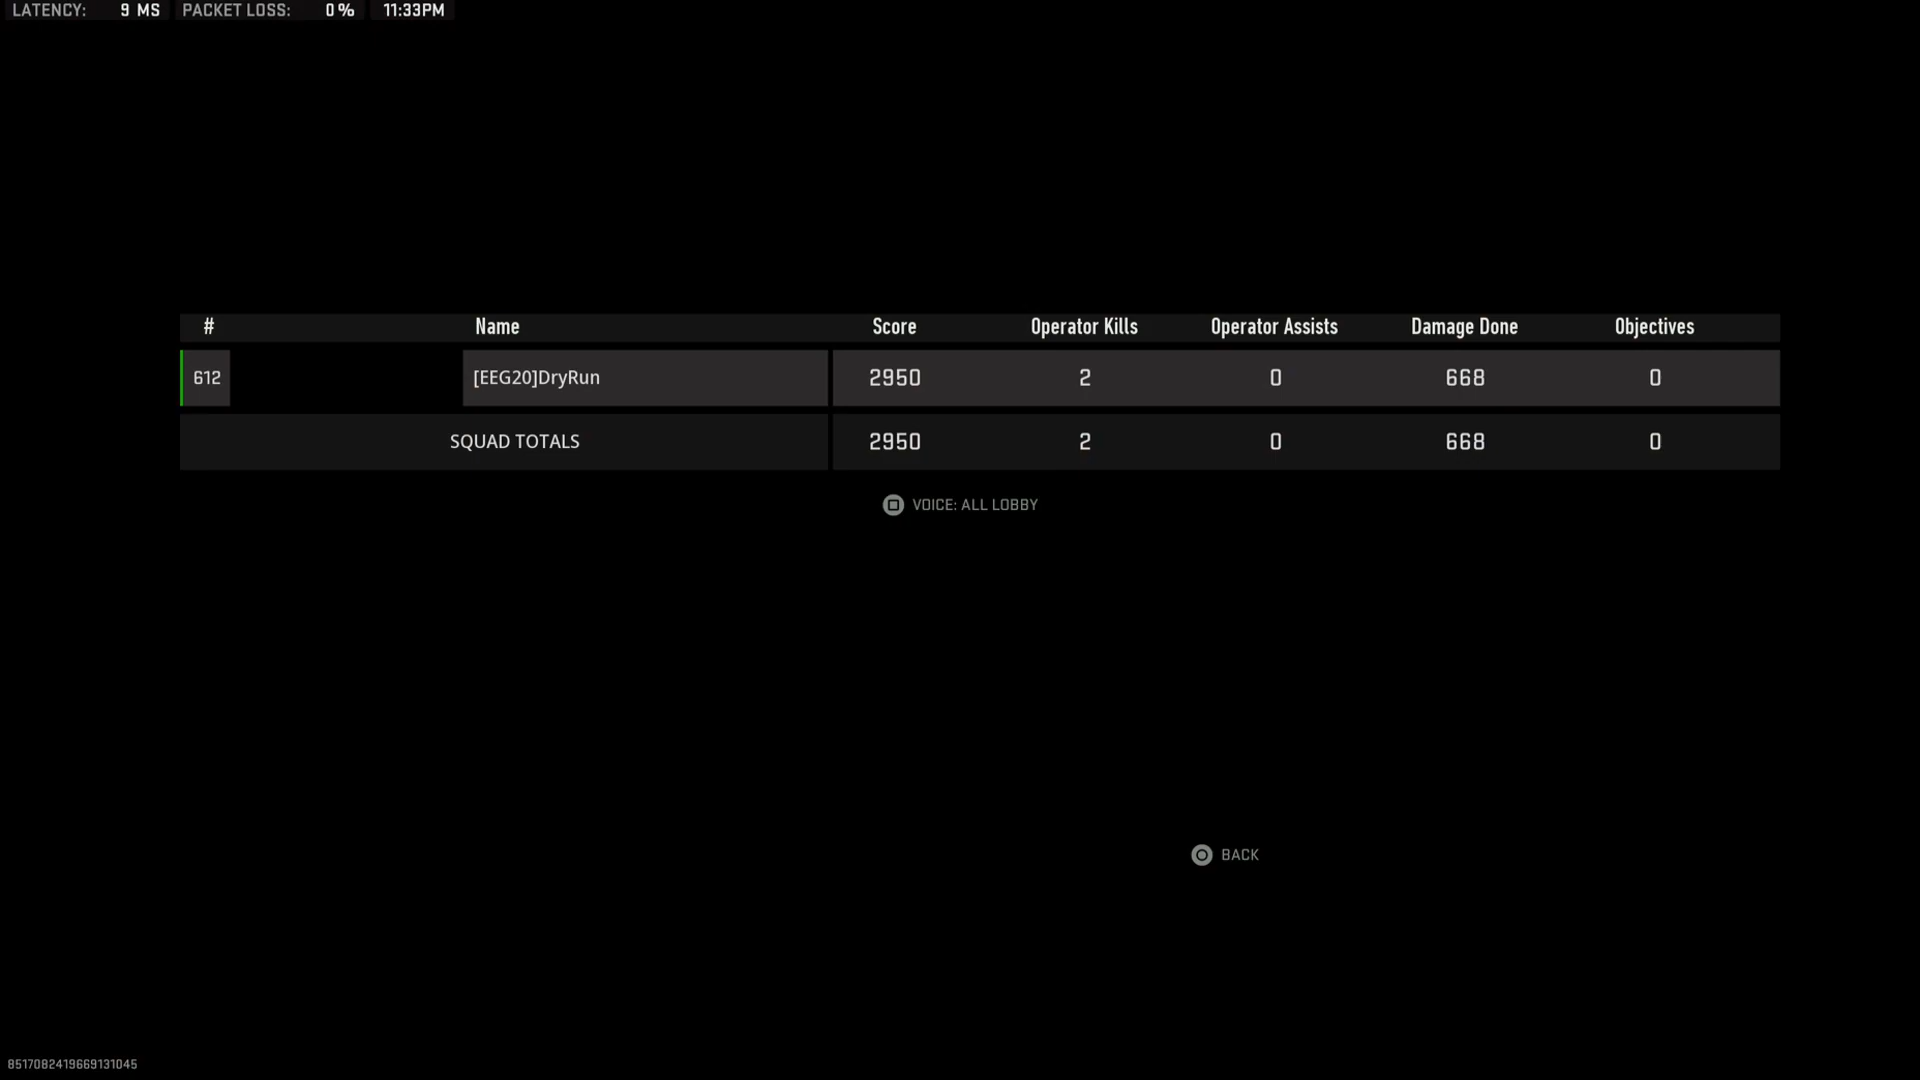 LATENCY: 9 MS PACKET LOSS: 0% 11:33PM
# Name Score Operator Kills Operator Assists Damage Done Objectives
612 [EEG20]DryRun 2950 2 0 668 0
SQUAD TOTALS 2950 2 0 668 0
VOICE: ALL LOBBY
BACK
8517082419669131045